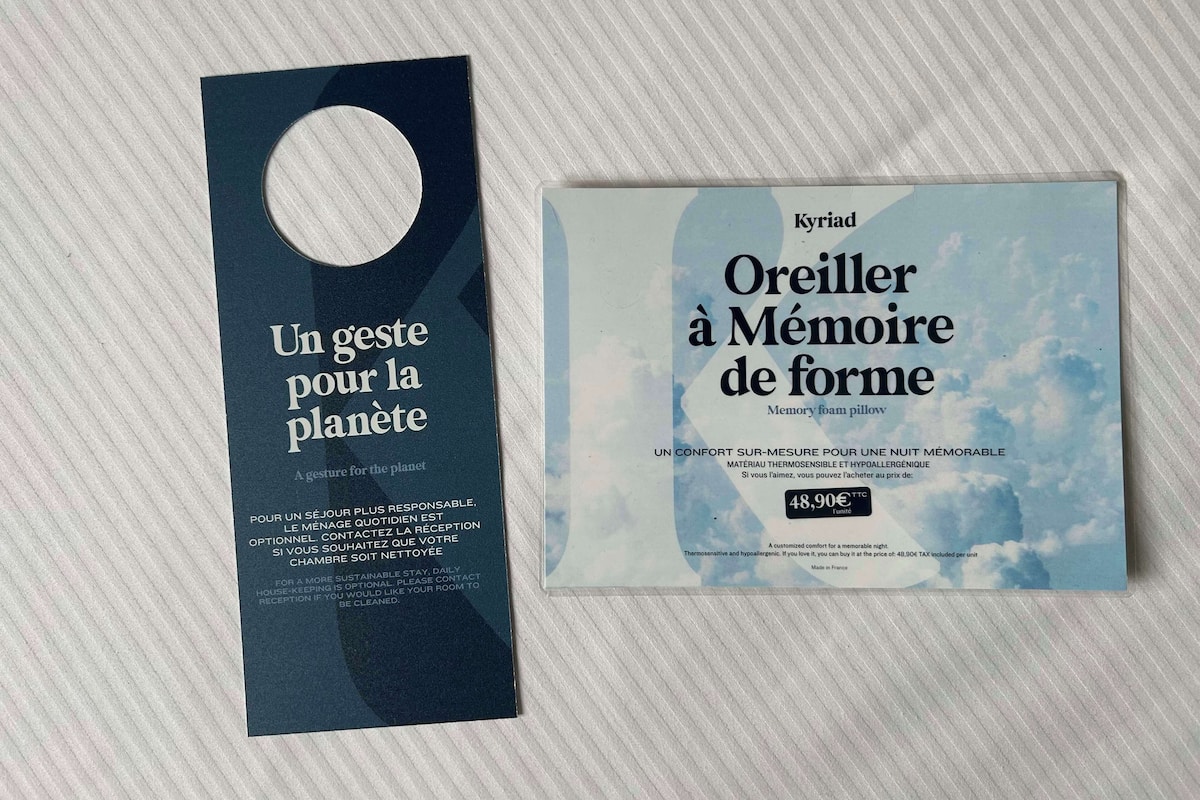 Un geste
pour la
planète
A gesture for the planet
POUR UN SÉJOUR PLUS RESPONSABLE,
LE MÉNAGE QUOTIDIEN EST
OPTIONNEL. CONTACTEZ LA RÉCEPTION
SI VOUS SOUHAITEZ QUE VOTRE
CHAMBRE SOIT NETTOYÉE
FOR A MORE SUSTAINABLE STAY, DAILY
HOUSE-KEEPING IS OPTIONAL. PLEASE CONTACT
RECEPTION IF YOU WOULD LIKE YOUR ROOM TO
BE CLEANED.
Kyriad
Oreiller
à Mémoire
de forme
Memory foam pillow
UN CONFORT SUR-MESURE POUR UNE NUIT MÉMORABLE
MATÉRIAU THERMOSENSIBLE ET HYPOALLERGÉNIQUE
Si vous l'aimez, vous pouvez l'acheter au prix de:
48,90€ TTC
l'unité
A customized comfort for a memorable night.
Thermosensitive and hypoallergenic. If you love it, you can buy it at the price of: 48,90€ TAX included per unit
Made in France